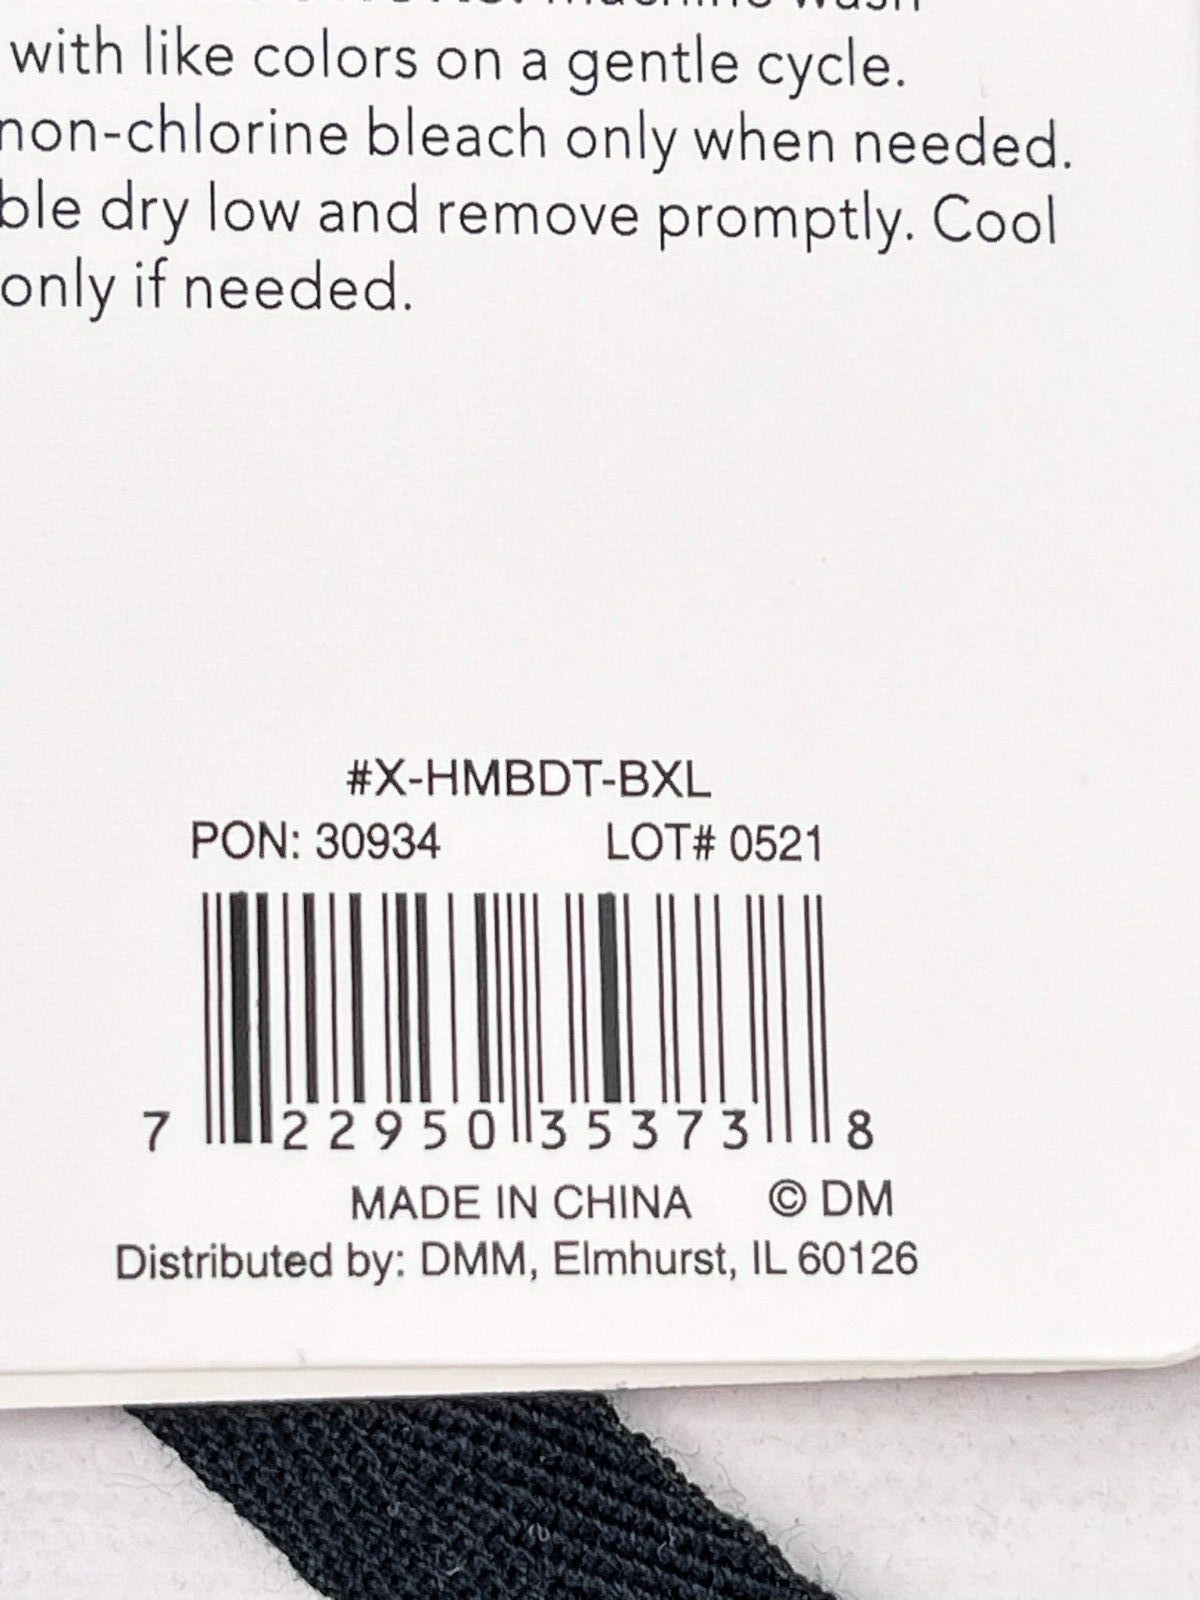 machine wash
with like colors on a gentle cycle.
non-chlorine bleach only when needed.
ble dry low and remove promptly. Cool
only if needed.
#X-HMBDT-BXL
PON: 30934 LOT# 0521
7 22950 35373 8
MADE IN CHINA © DM
Distributed by: DMM, Elmhurst, IL 60126